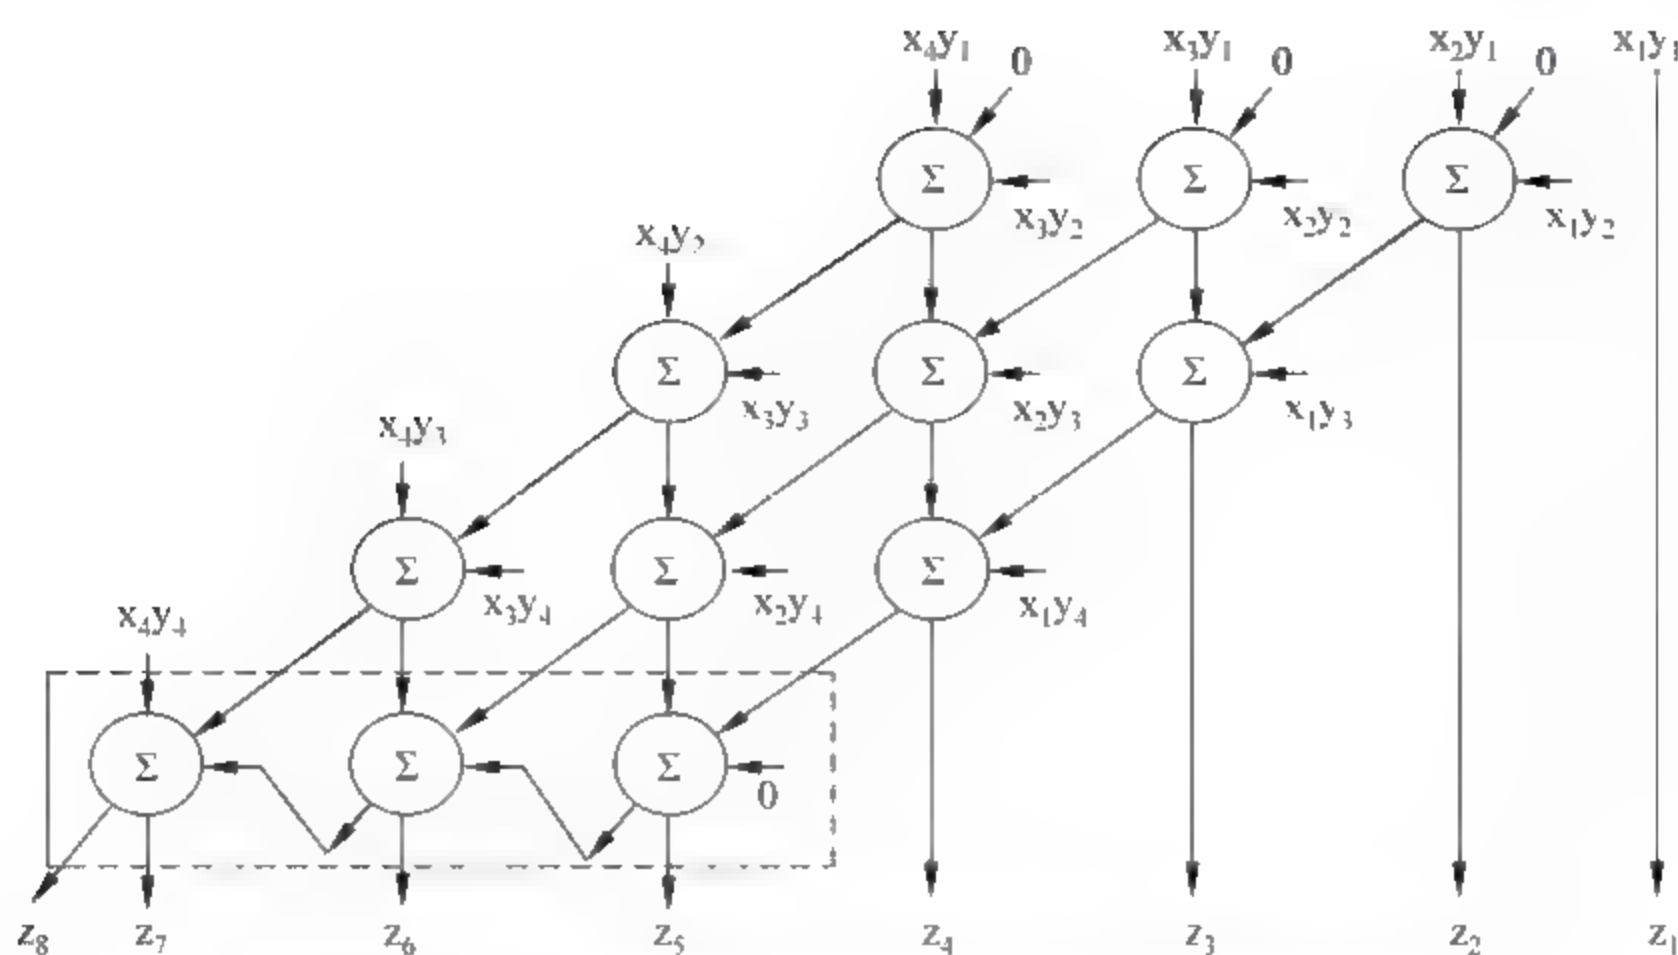 x₄y₁ 0 x₃y₁ 0 x₂y₁ 0 x₁y₁
Σ Σ Σ
x₃y₂ x₂y₂ x₁y₂
x₄y₂
Σ Σ Σ
x₃y₃ x₂y₃ x₁y₃
x₄y₃
Σ Σ Σ
x₃y₄ x₂y₄ x₁y₄
x₄y₄
Σ Σ Σ
0
z₈ z₇ z₆ z₅ z₄ z₃ z₂ z₁